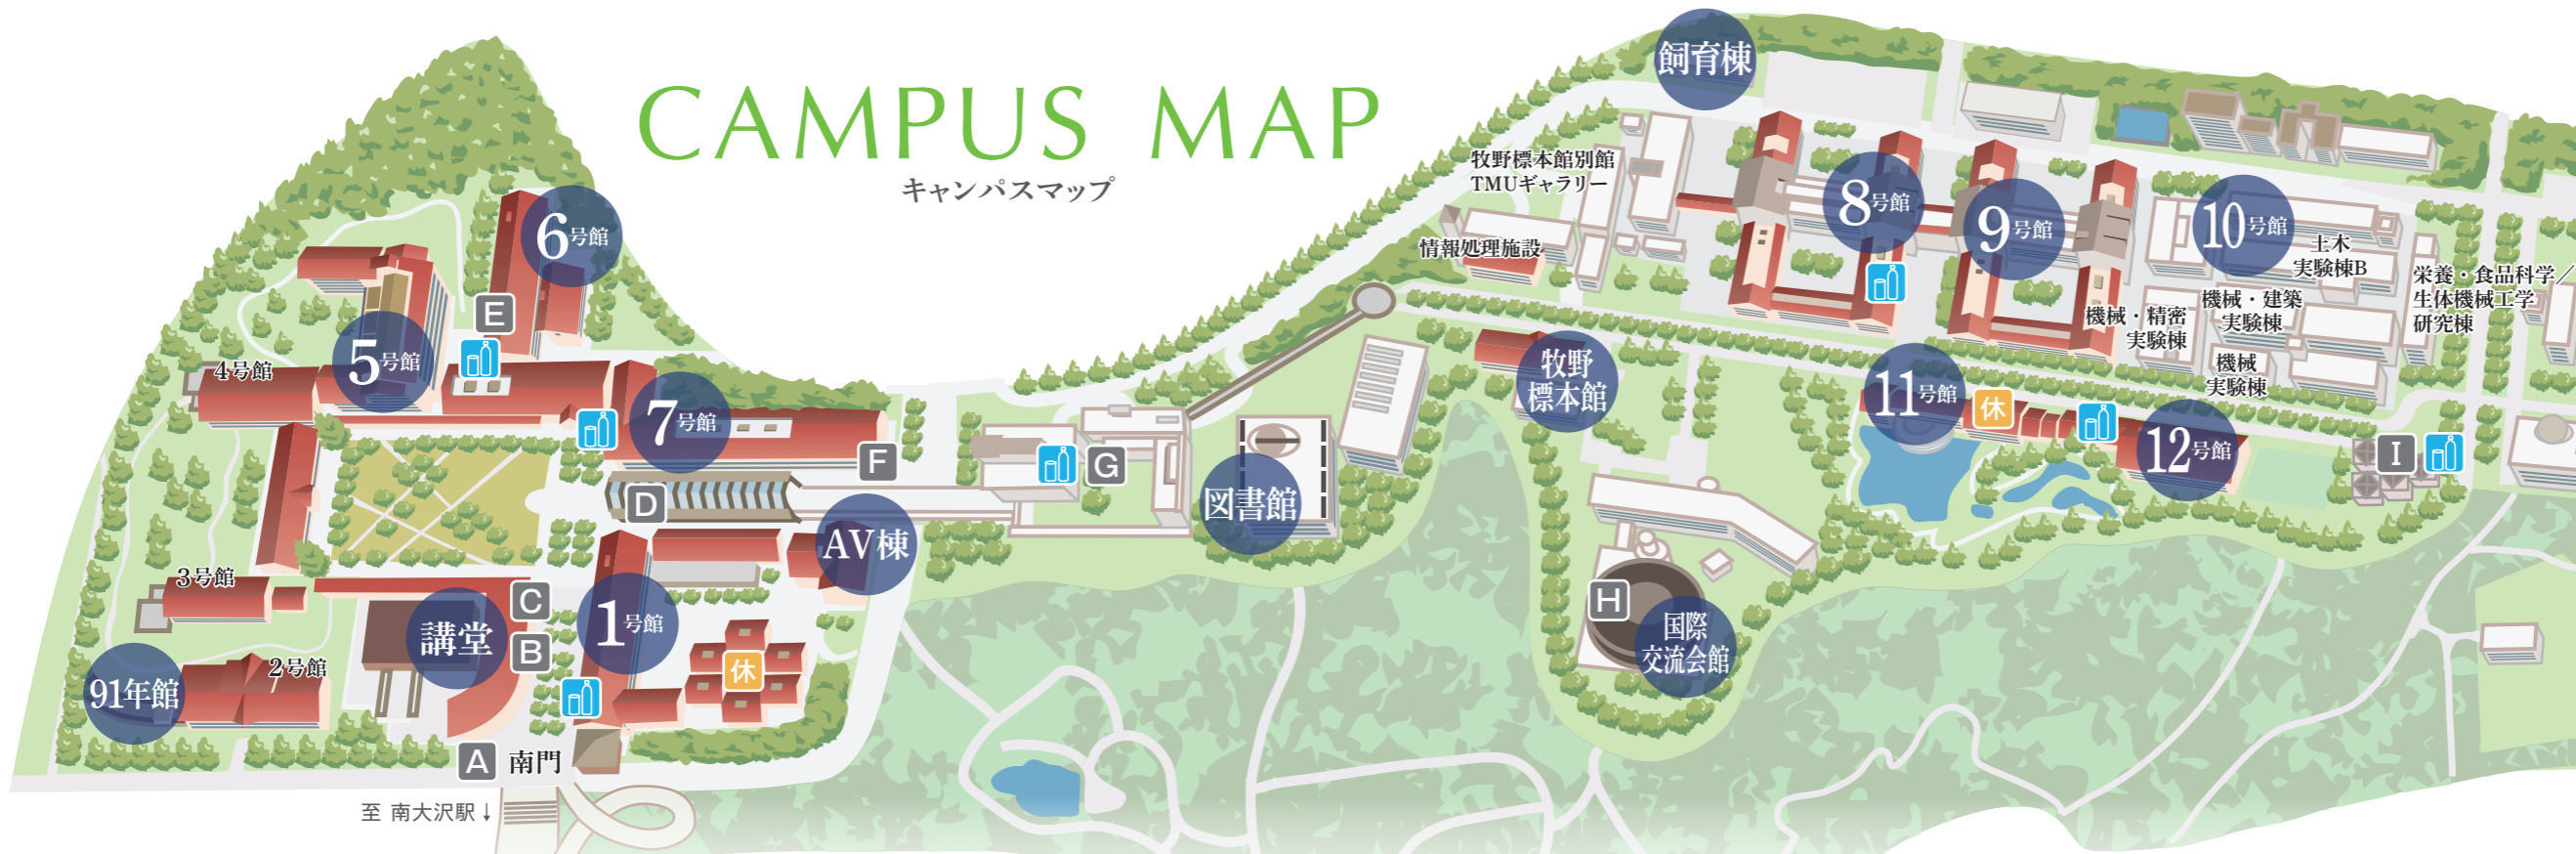 CAMPUS MAP
キャンパスマップ
飼育棟
牧野標本館別館
TMUギャラリー
情報処理施設
8号館
9号館
10号館
土木
実験棟B
栄養・食品科学／
生体機械工学
研究棟
機械・建築
実験棟
機械・精密
実験棟
機械
実験棟
6号館
E
5号館
4号館
7号館
F
D
G
図書館
牧野
標本館
11号館
休
12号館
I
AV棟
3号館
C
講堂
B
1号館
休
2号館
91年館
H
国際
交流会館
A
南門
至 南大沢駅↓